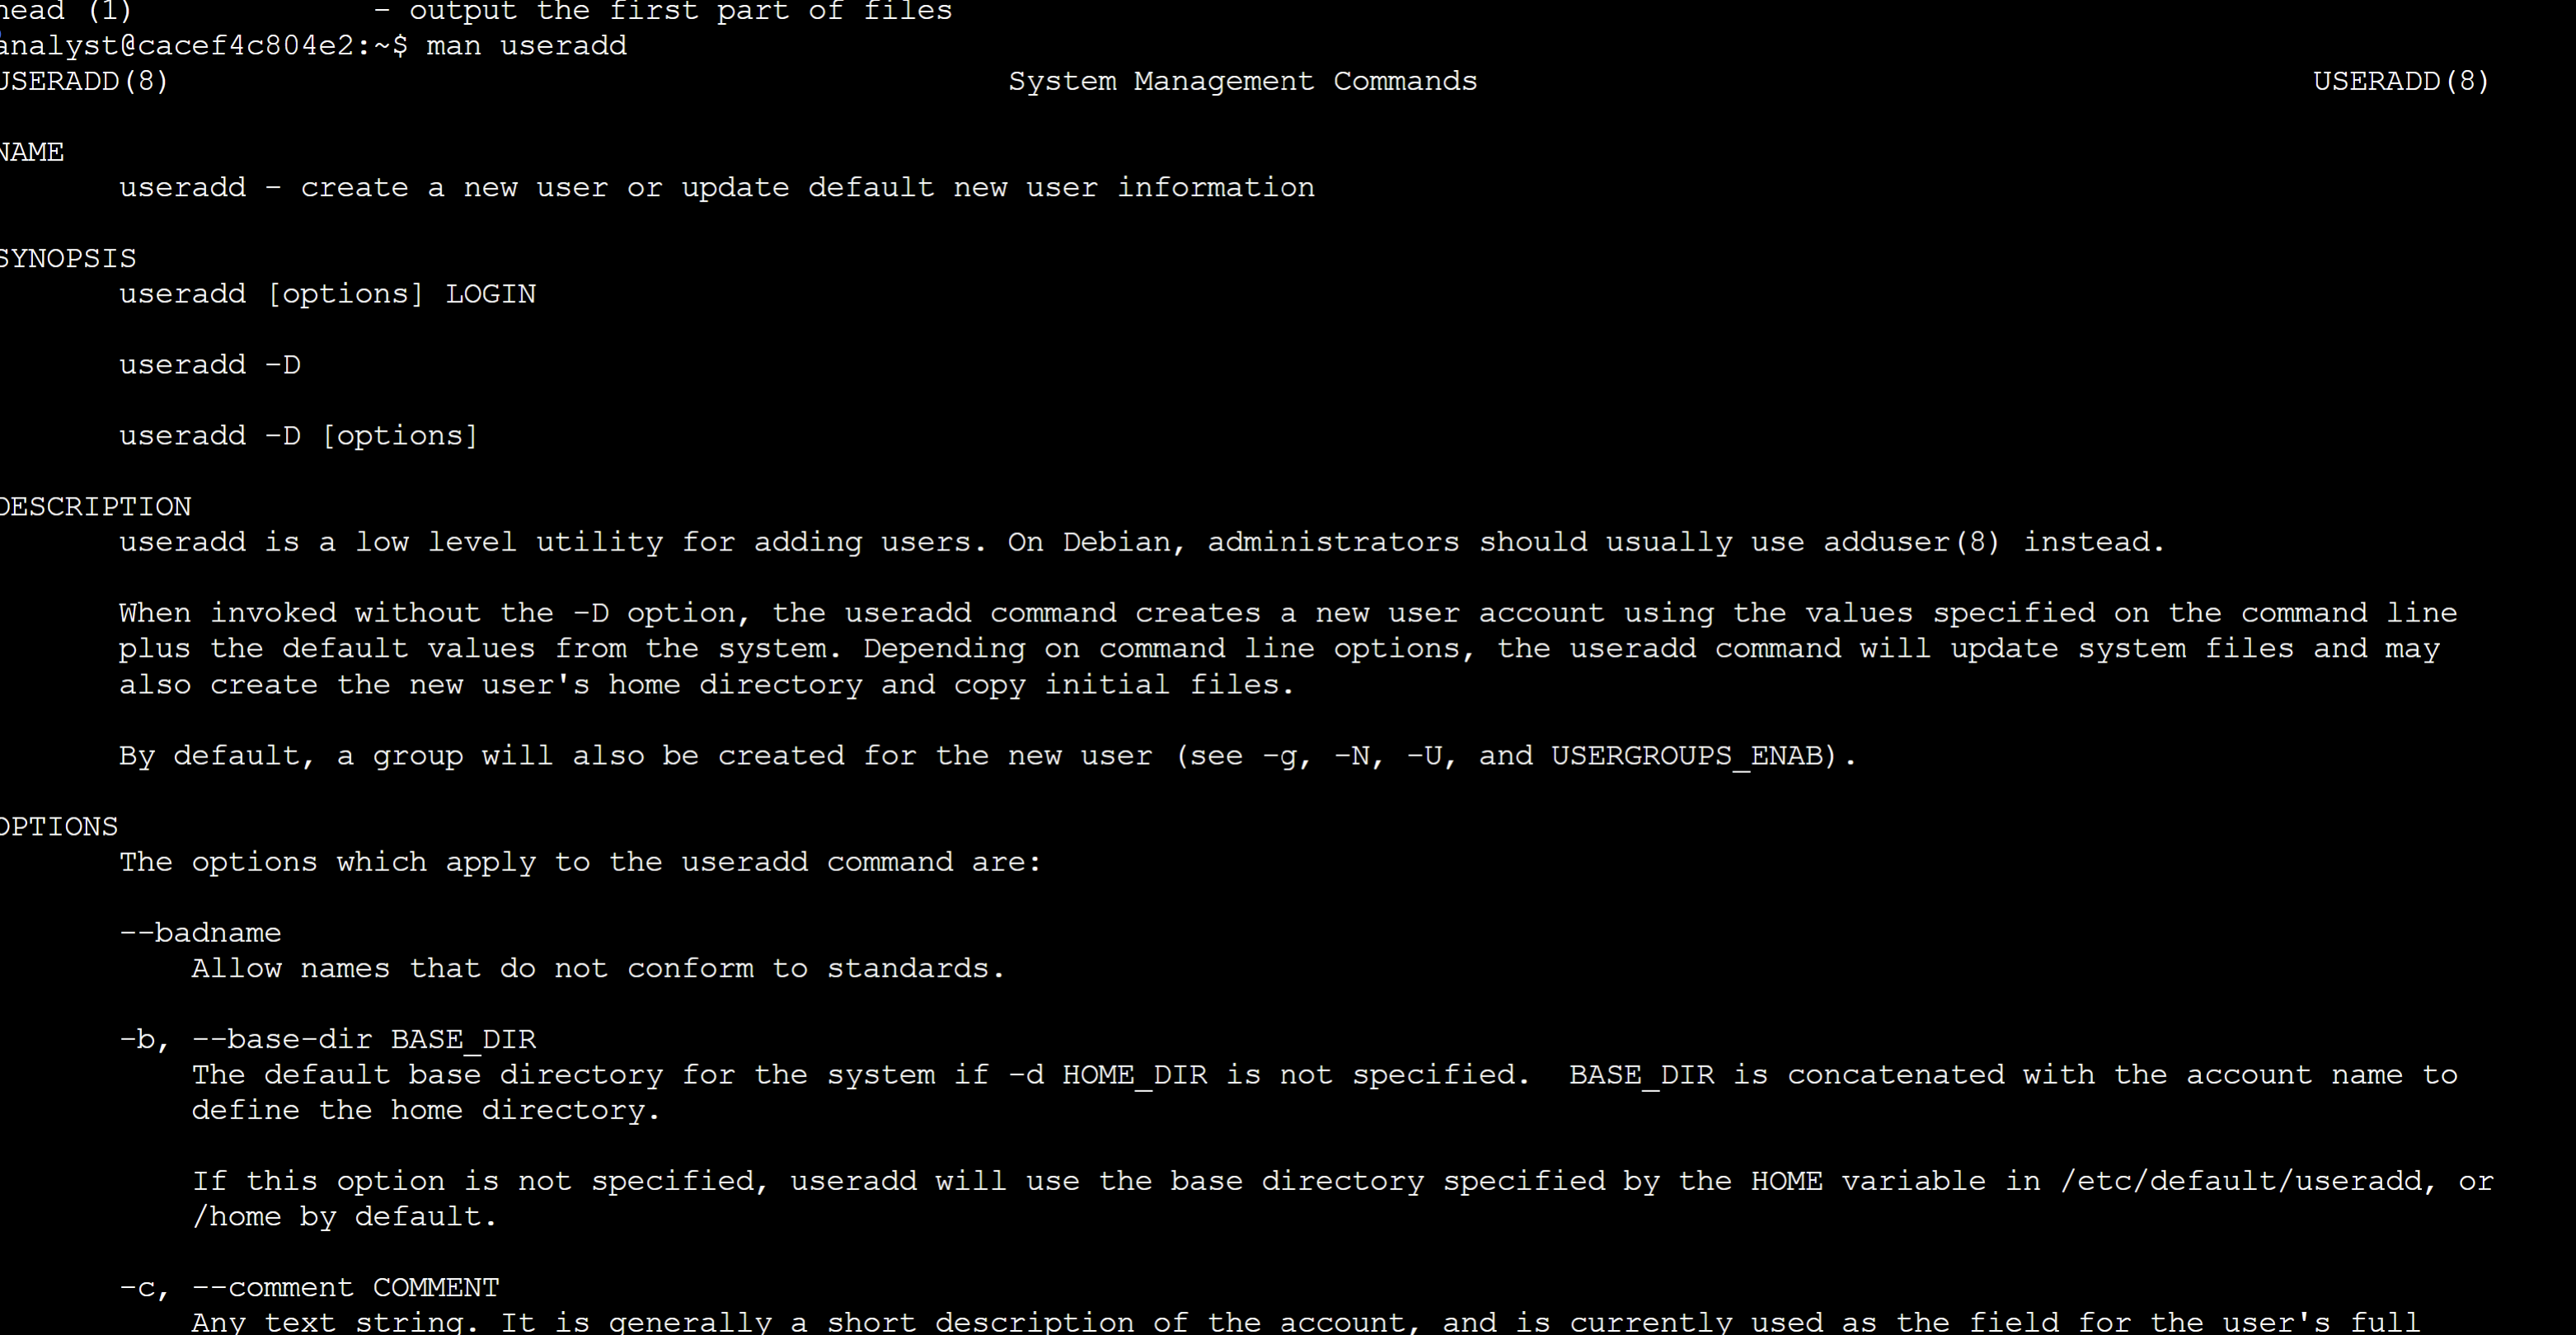 head (1)             - output the first part of files
analyst@cacef4c804e2:~$ man useradd
USERADD(8) System Management Commands USERADD(8)
NAME
useradd - create a new user or update default new user information
SYNOPSIS
useradd [options] LOGIN
useradd -D
useradd -D [options]
DESCRIPTION
useradd is a low level utility for adding users. On Debian, administrators should usually use adduser(8) instead.
When invoked without the -D option, the useradd command creates a new user account using the values specified on the command line
plus the default values from the system. Depending on command line options, the useradd command will update system files and may
also create the new user's home directory and copy initial files.
By default, a group will also be created for the new user (see -g, -N, -U, and USERGROUPS_ENAB).
OPTIONS
The options which apply to the useradd command are:
--badname
Allow names that do not conform to standards.
-b, --base-dir BASE_DIR
The default base directory for the system if -d HOME_DIR is not specified.  BASE_DIR is concatenated with the account name to
define the home directory.
If this option is not specified, useradd will use the base directory specified by the HOME variable in /etc/default/useradd, or
/home by default.
-c, --comment COMMENT
Any text string. It is generally a short description of the account, and is currently used as the field for the user's full